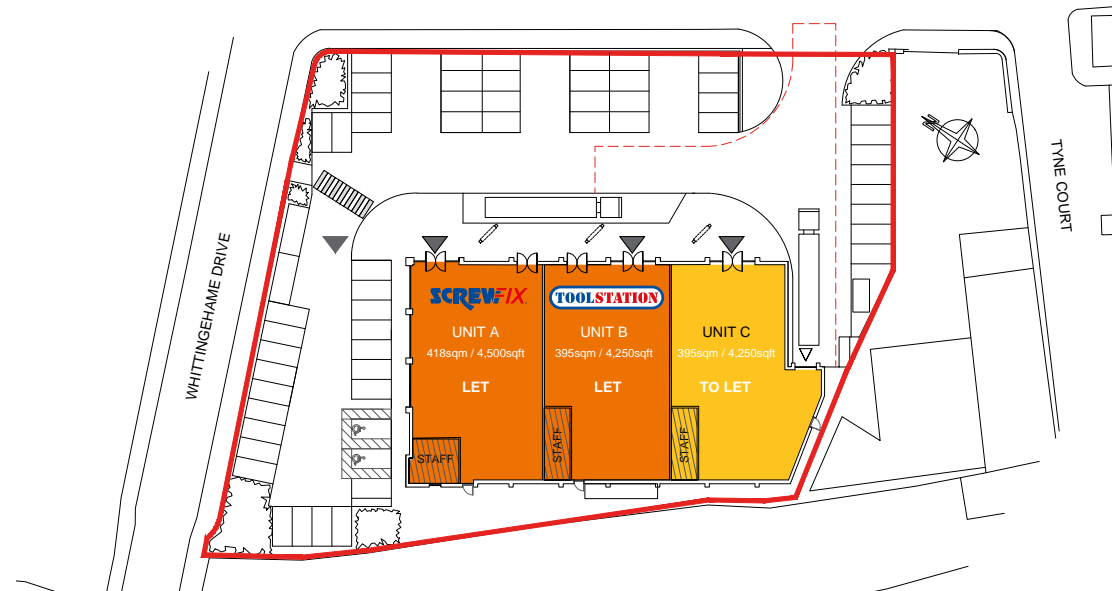 WHITTINGEHAME DRIVE
TYNE COURT
N
SCREWFIX
UNIT A
418sqm / 4,500sqft
LET
STAFF
TOOLSTATION
UNIT B
395sqm / 4,250sqft
LET
STAFF
UNIT C
395sqm / 4,250sqft
TO LET
STAFF